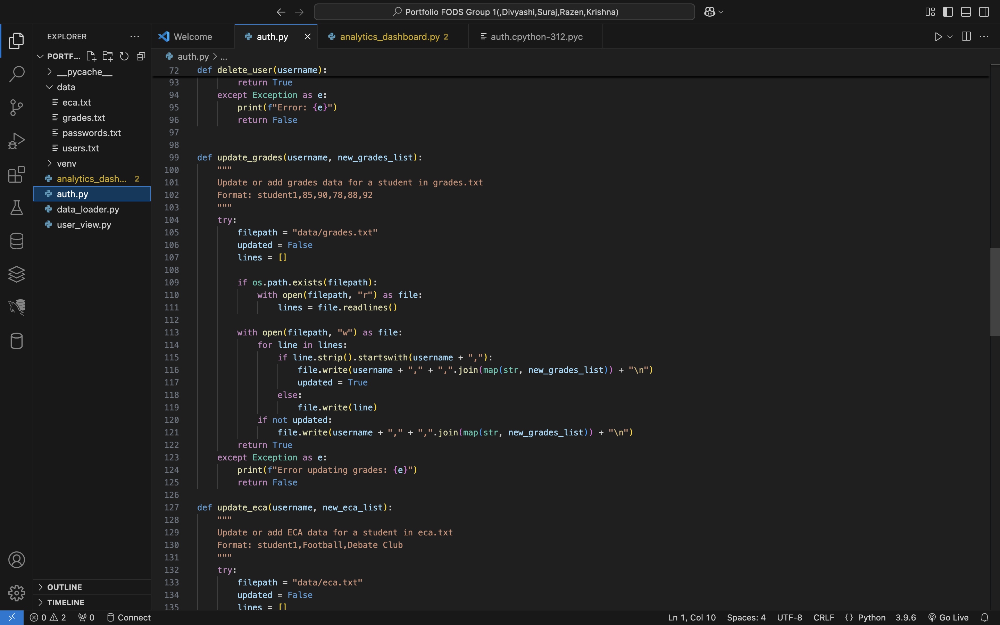 Portfolio FODS Group 1(,Divyashi,Suraj,Razen,Krishna)
EXPLORER
PORTF...
__pycache__
data
eca.txt
grades.txt
passwords.txt
users.txt
venv
analytics_dash... 2
auth.py
data_loader.py
user_view.py
OUTLINE
TIMELINE
Welcome
auth.py
analytics_dashboard.py 2
auth.cpython-312.pyc
auth.py > ...
72 def delete_user(username):
93 return True
94 except Exception as e:
95 print(f"Error: {e}")
96 return False
97
98
99 def update_grades(username, new_grades_list):
100 """
101 Update or add grades data for a student in grades.txt
102 Format: student1,85,90,78,88,92
103 """
104 try:
105 filepath = "data/grades.txt"
106 updated = False
107 lines = []
108
109 if os.path.exists(filepath):
110 with open(filepath, "r") as file:
111 lines = file.readlines()
112
113 with open(filepath, "w") as file:
114 for line in lines:
115 if line.strip().startswith(username + ","):
116 file.write(username + "," + ",".join(map(str, new_grades_list)) + "\n")
117 updated = True
118 else:
119 file.write(line)
120 if not updated:
121 file.write(username + "," + ",".join(map(str, new_grades_list)) + "\n")
122 return True
123 except Exception as e:
124 print(f"Error updating grades: {e}")
125 return False
126
127 def update_eca(username, new_eca_list):
128 """
129 Update or add ECA data for a student in eca.txt
130 Format: student1,Football,Debate Club
131 """
132 try:
133 filepath = "data/eca.txt"
134 updated = False
135 lines = []
0 2 0 Connect Ln 1, Col 10 Spaces: 4 UTF-8 CRLF {} Python 3.9.6 Go Live